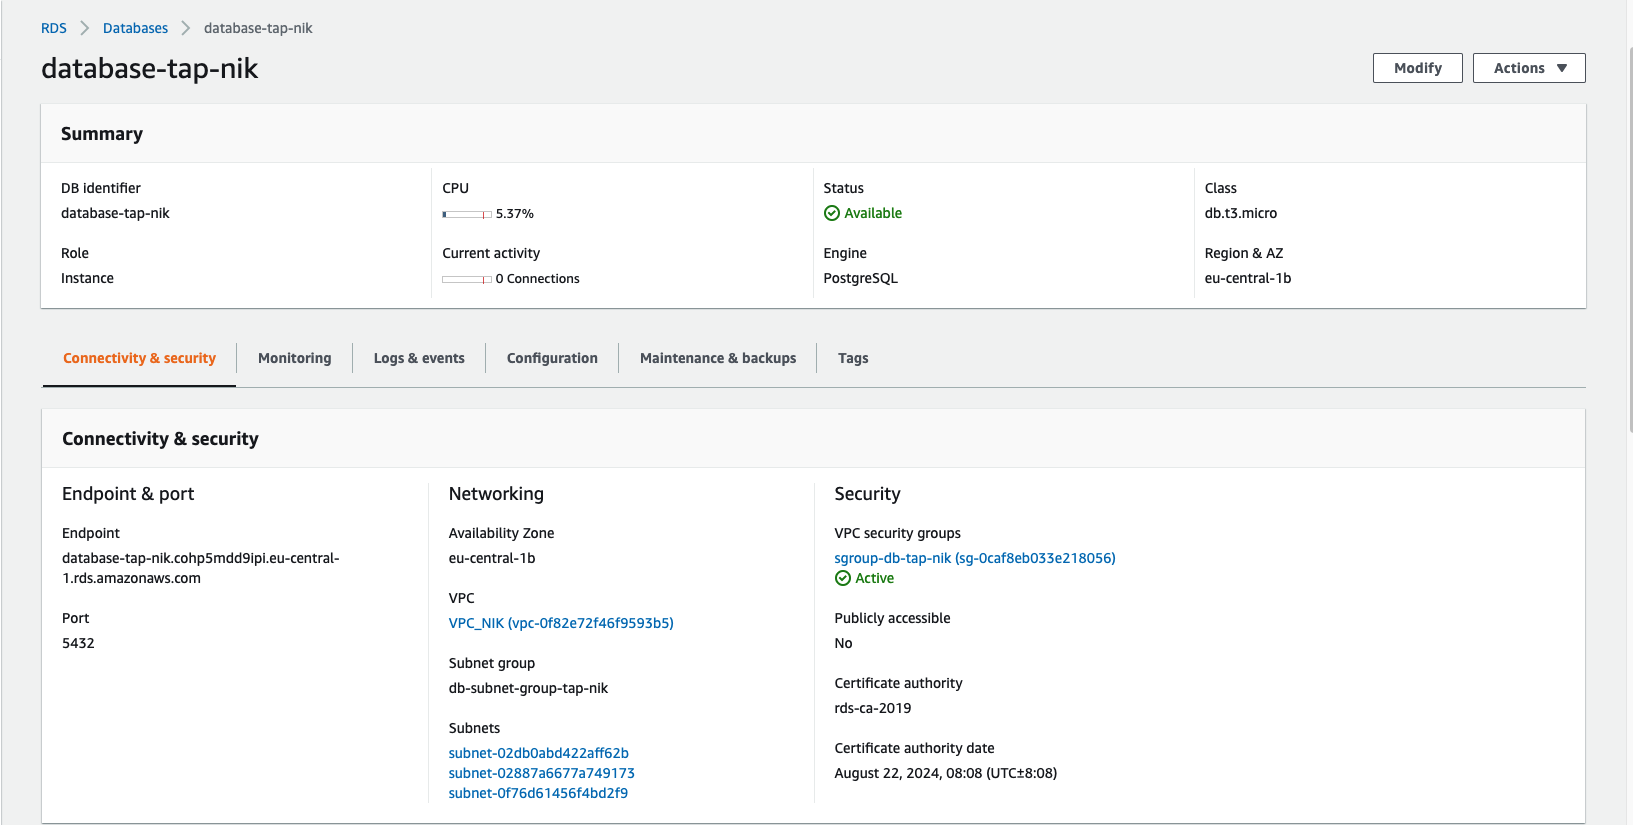 RDS > Databases > database-tap-nik
database-tap-nik
Modify
Actions
Summary
DB identifier
database-tap-nik
Role
Instance
CPU
5.37%
Current activity
0 Connections
Status
Available
Engine
PostgreSQL
Class
db.t3.micro
Region & AZ
eu-central-1b
Connectivity & security
Monitoring
Logs & events
Configuration
Maintenance & backups
Tags
Connectivity & security
Endpoint & port
Endpoint
database-tap-nik.cohp5mdd9ipi.eu-central-
1.rds.amazonaws.com
Port
5432
Networking
Availability Zone
eu-central-1b
VPC
VPC_NIK (vpc-0f82e72f46f9593b5)
Subnet group
db-subnet-group-tap-nik
Subnets
subnet-02db0abd422aff62b
subnet-02887a6677a749173
subnet-0f76d61456f4bd2f9
Security
VPC security groups
sgroup-db-tap-nik (sg-0caf8eb033e218056)
Active
Publicly accessible
No
Certificate authority
rds-ca-2019
Certificate authority date
August 22, 2024, 08:08 (UTC±8:08)